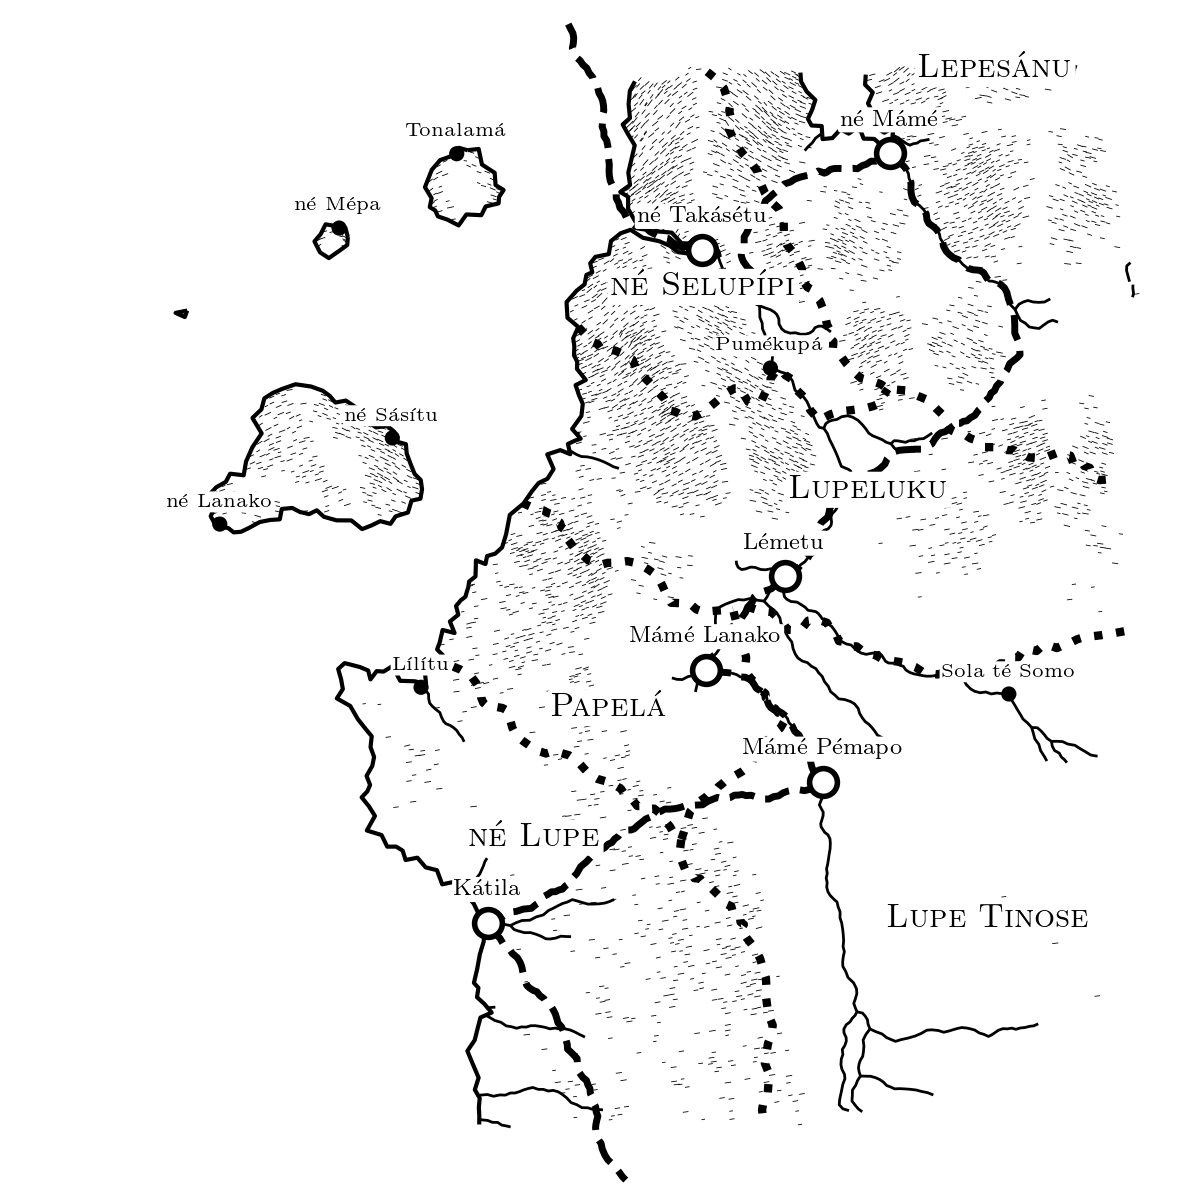 Lepesánu
né Mámé
Tonalamá
né Mépa
né Takásétu
né Selupípi
Pumékupá
né Sásítu
Lupeluku
né Lanako
Lémetu
Mámé Lanako
Lílítu
Sola té Somo
Papelá
Mámé Pémapo
né Lupe
Kátila
Lupe Tinose